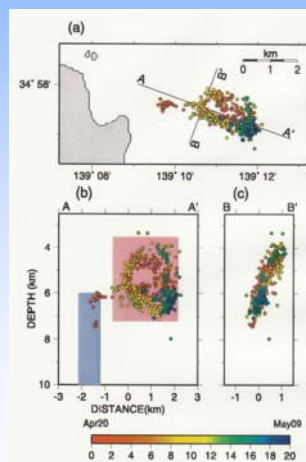 (a)
km
0 1 2
34 58'
A
B'
B
A'
139 08' 139 10' 139 12'
A (b) A' B (c) B'
4
6
8
10
DEPTH (km)
-2 -1 0 1 2 3 -1 0 1
DISTANCE(km)
Apr20 May09
0 2 4 6 8 10 12 14 16 18 20